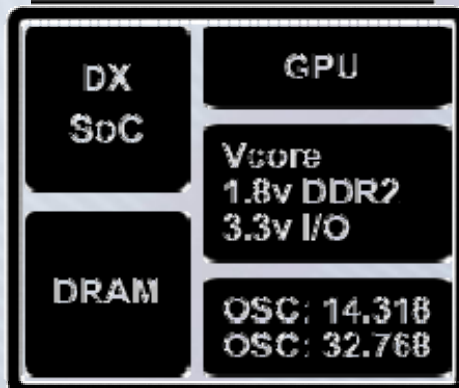 DX
SoC
GPU
Vcore
1.8v DDR2
3.3v I/O
DRAM
OSC: 14.318
OSC: 32.768